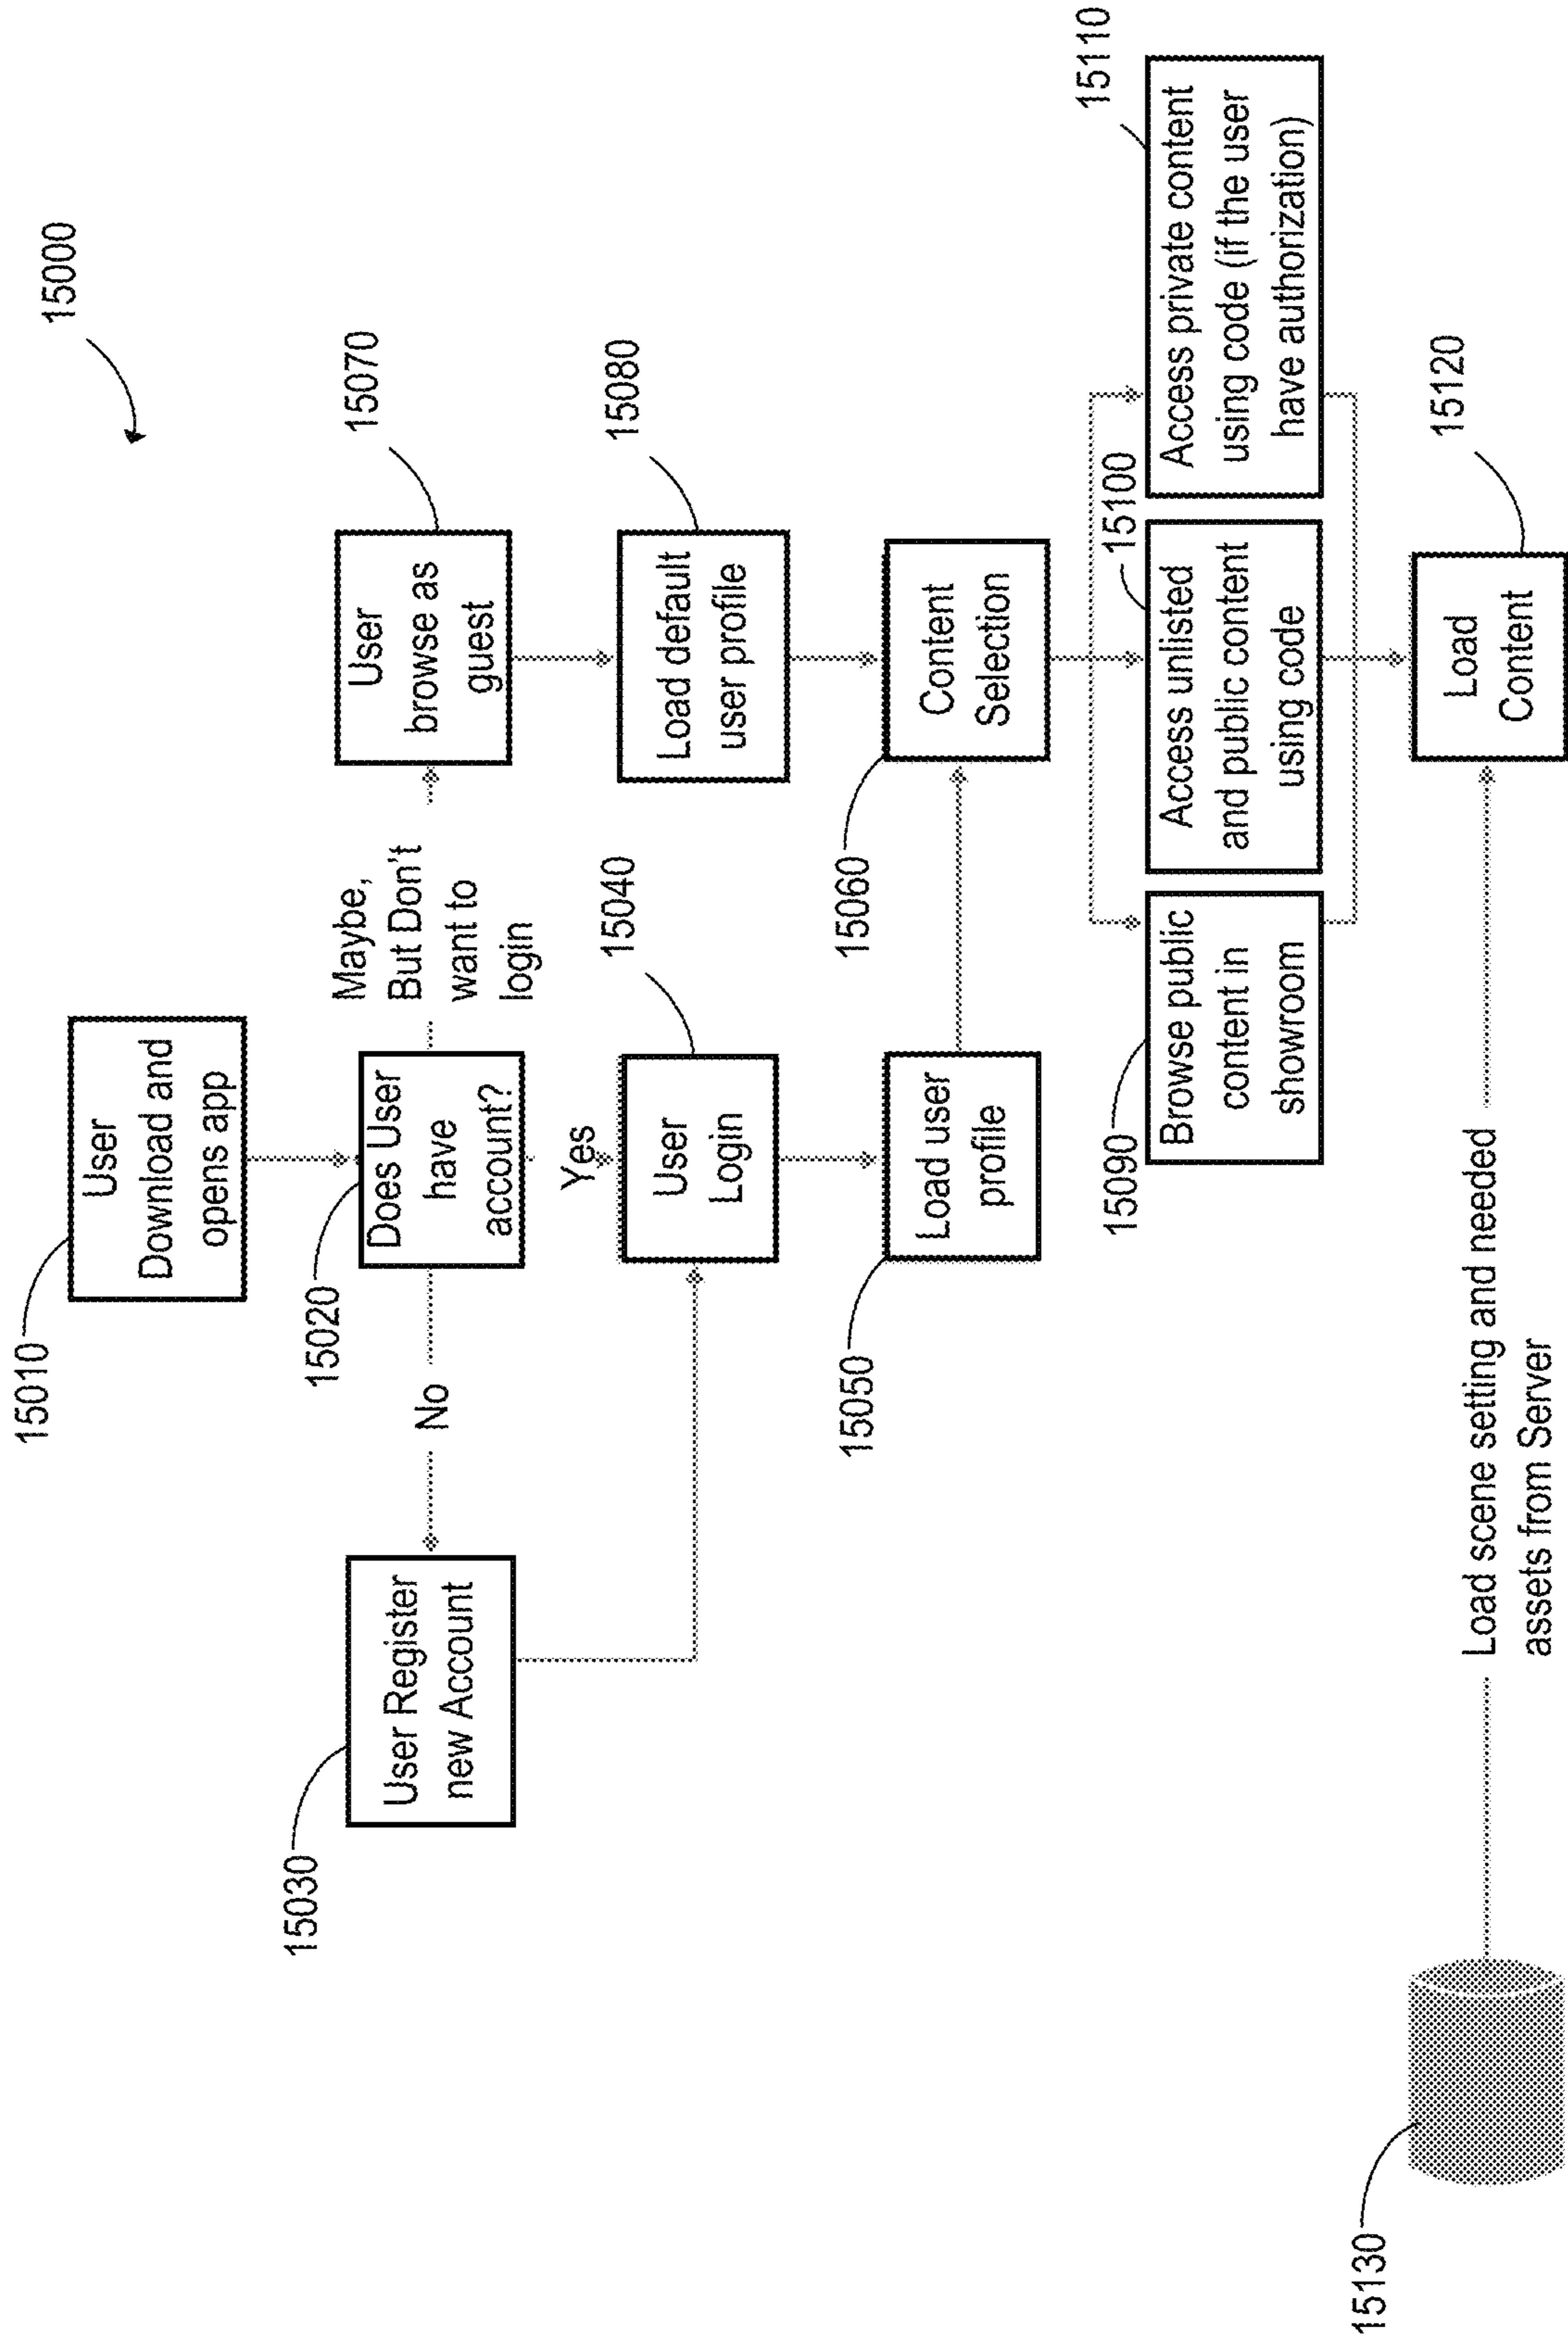 15000
15010
User
Download and
opens app
15020
Does User
have
account?
No
15030
User Register
new Account
Maybe,
But Don't
want to
login
15070
User
browse as
guest
Yes
15040
User
Login
15080
Load default
user profile
15050
Load user
profile
15060
Content
Selection
15090
Browse public
content in
showroom
15100
Access unlisted
and public content
using code
15110
Access private content
using code (if the user
have authorization)
15120
Load
Content
Load scene setting and needed
assets from Server
15130